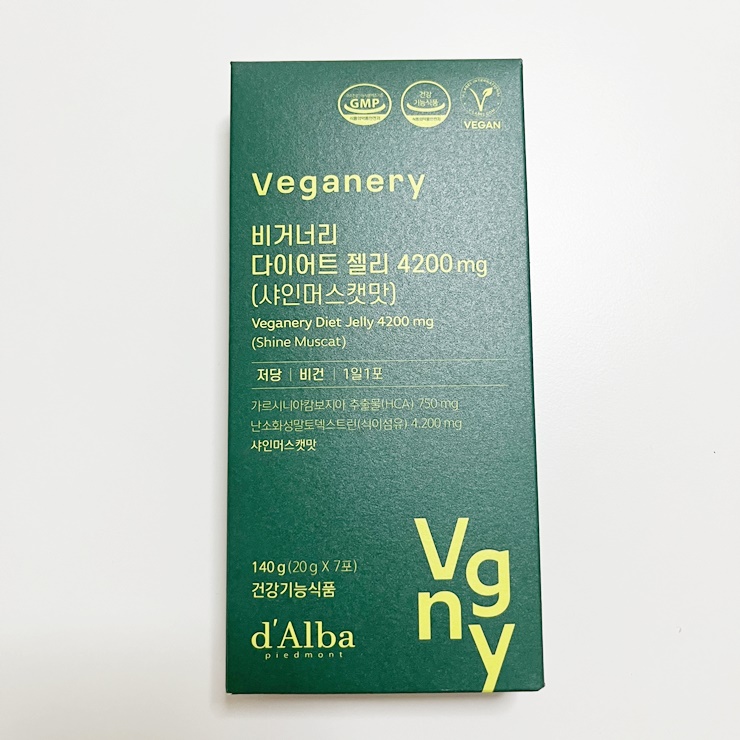 GMP
건강
기능식품
VEGAN
Veganery
비거너리
다이어트 젤리 4200 mg
(샤인머스캣맛)
Veganery Diet Jelly 4200 mg
(Shine Muscat)
저당 | 비건 | 1일1포
가르시니아캄보지아 추출물(HCA) 750 mg
난소화성말토덱스트린(식이섬유) 4,200 mg
샤인머스캣맛
140 g (20 g X 7포)
건강기능식품
d'Alba
piedmont
Vg
ny